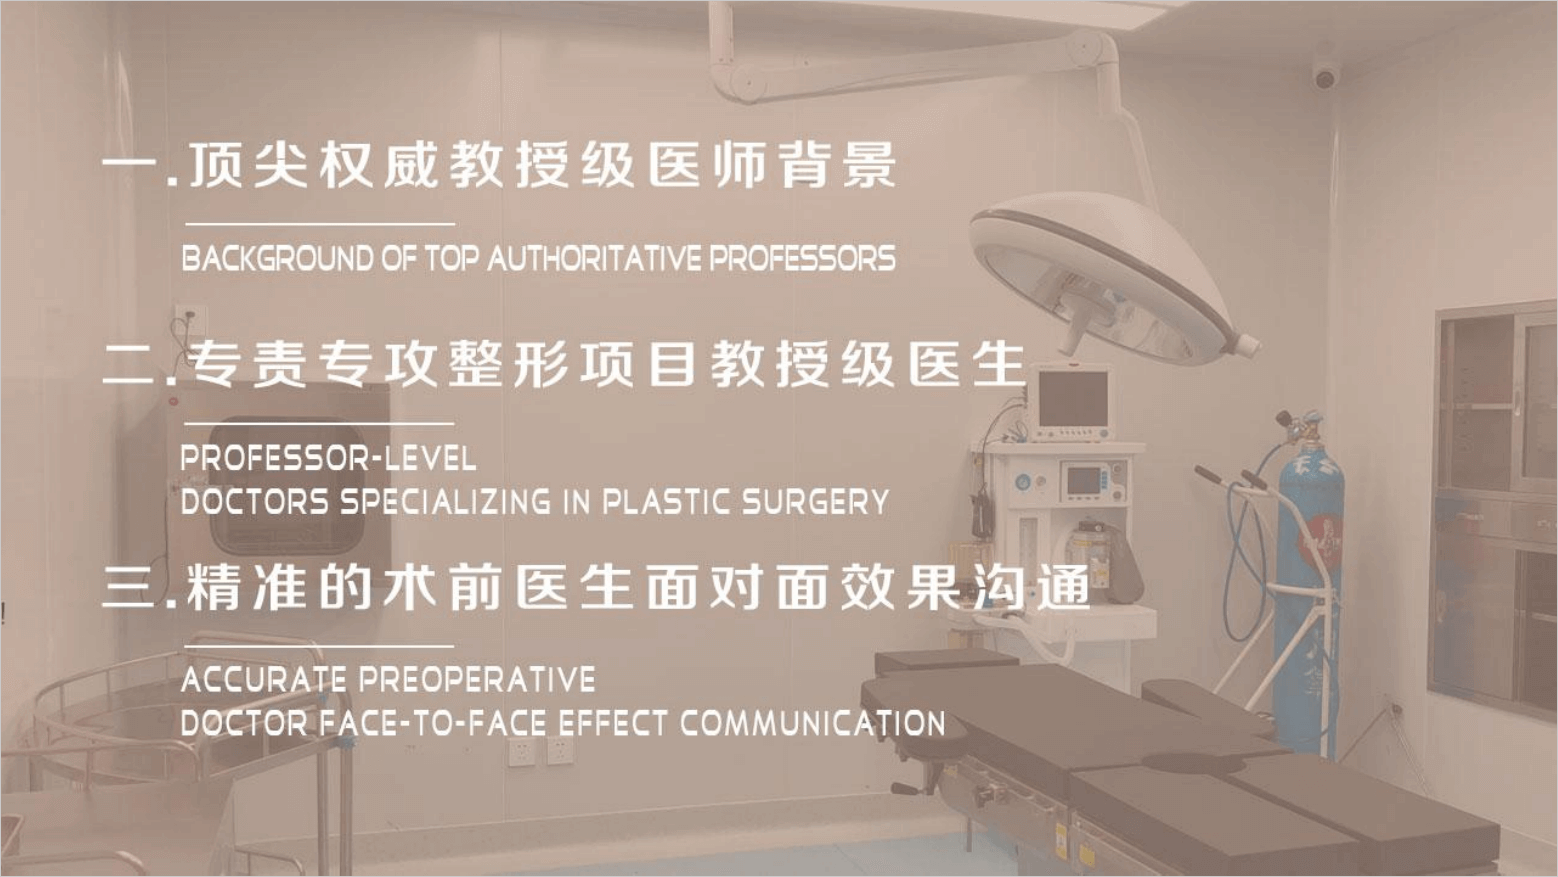 一.顶尖权威教授级医师背景
BACKGROUND OF TOP AUTHORITATIVE PROFESSORS
二.专责专攻整形项目教授级医生
PROFESSOR-LEVEL
DOCTORS SPECIALIZING IN PLASTIC SURGERY
三.精准的术前医生面对面效果沟通
ACCURATE PREOPERATIVE
DOCTOR FACE-TO-FACE EFFECT COMMUNICATION